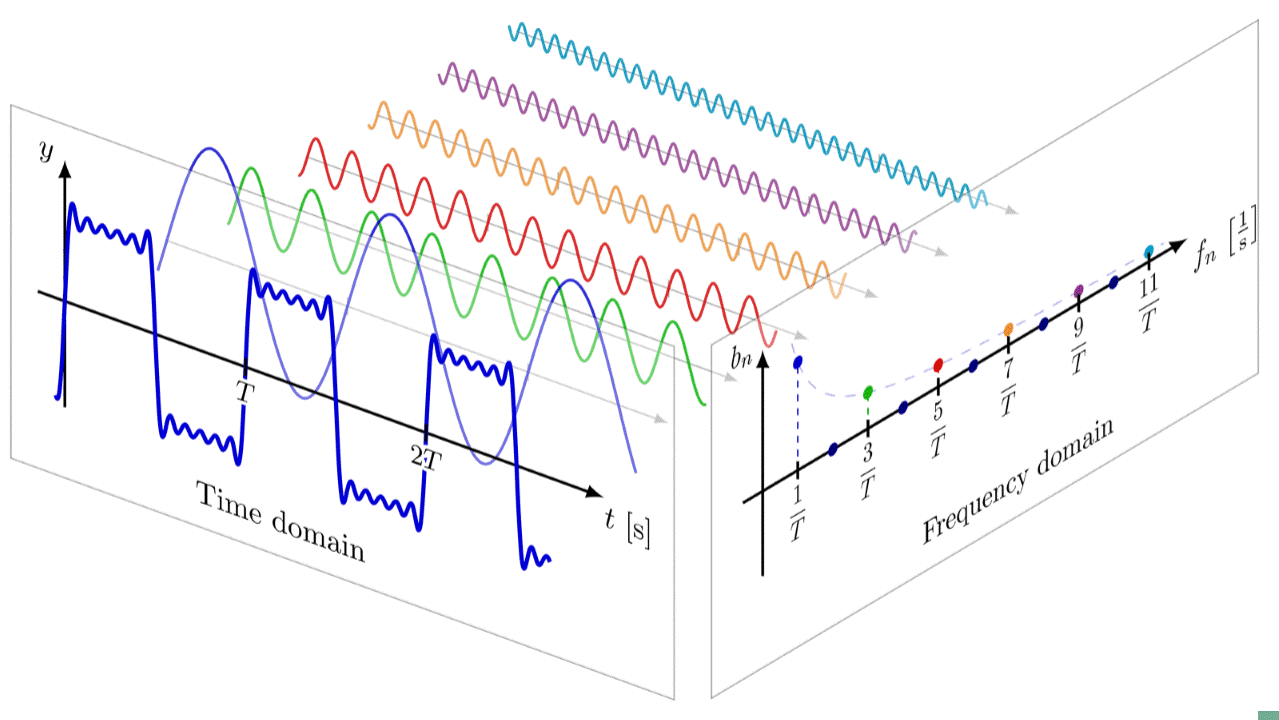 y
T
2T
t [s]
Time domain
bₙ
1/T
3/T
5/T
7/T
9/T
11/T
fₙ [1/s]
Frequency domain